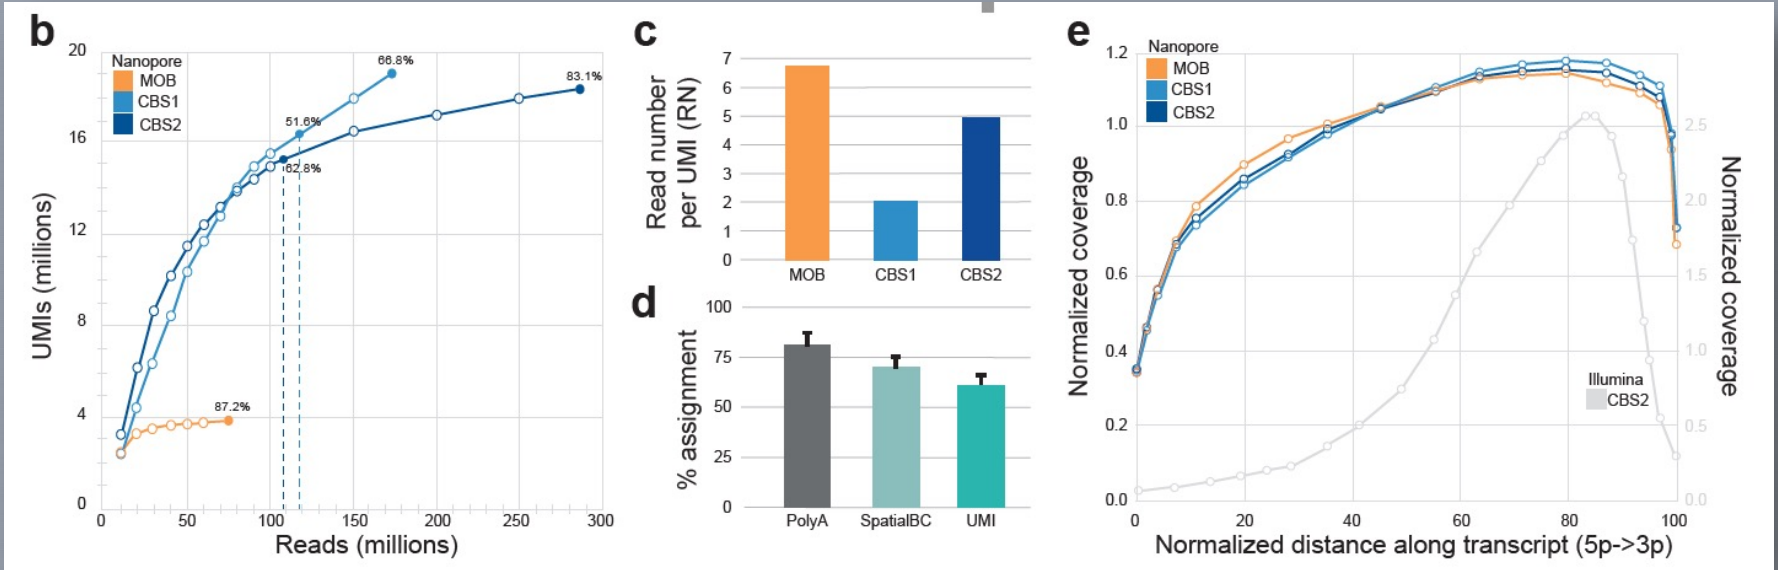 b
20
16
12
8
4
0
UMIs (millions)
Nanopore
MOB
CBS1
CBS2
66.8%
83.1%
51.6%
62.8%
87.2%
0 50 100 150 200 250 300
Reads (millions)
c
7
6
5
4
3
2
1
0
Read number
per UMI (RN)
MOB CBS1 CBS2
d
100
75
50
25
0
% assignment
PolyA SpatialBC UMI
e
1.2
1.0
0.8
0.6
0.4
0.2
0.0
Normalized coverage
Nanopore
MOB
CBS1
CBS2
Illumina
CBS2
2.5
2.0
1.5
1.0
0.5
0.0
Normalized coverage
0 20 40 60 80 100
Normalized distance along transcript (5p->3p)